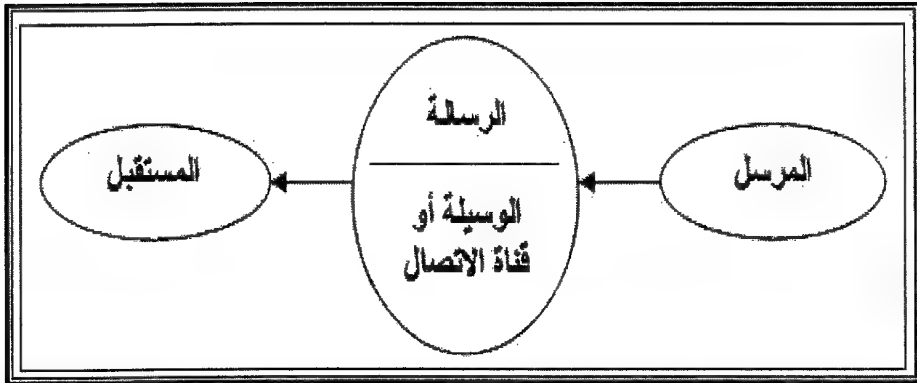 المرسل
الرسالة
الوسيلة أو
قناة الاتصال
المستقبل